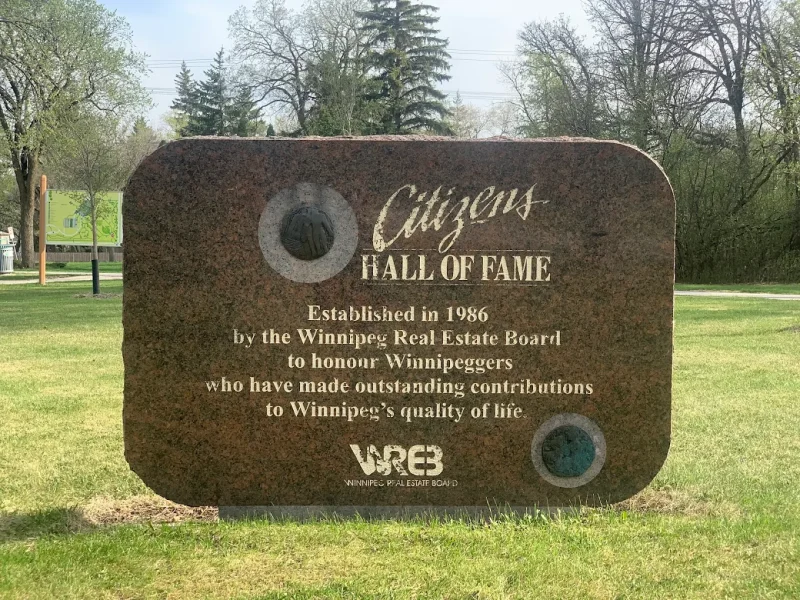 Citizens
HALL OF FAME
Established in 1986
by the Winnipeg Real Estate Board
to honour Winnipeggers
who have made outstanding contributions
to Winnipeg's quality of life.
WREB
WINNIPEG REAL ESTATE BOARD